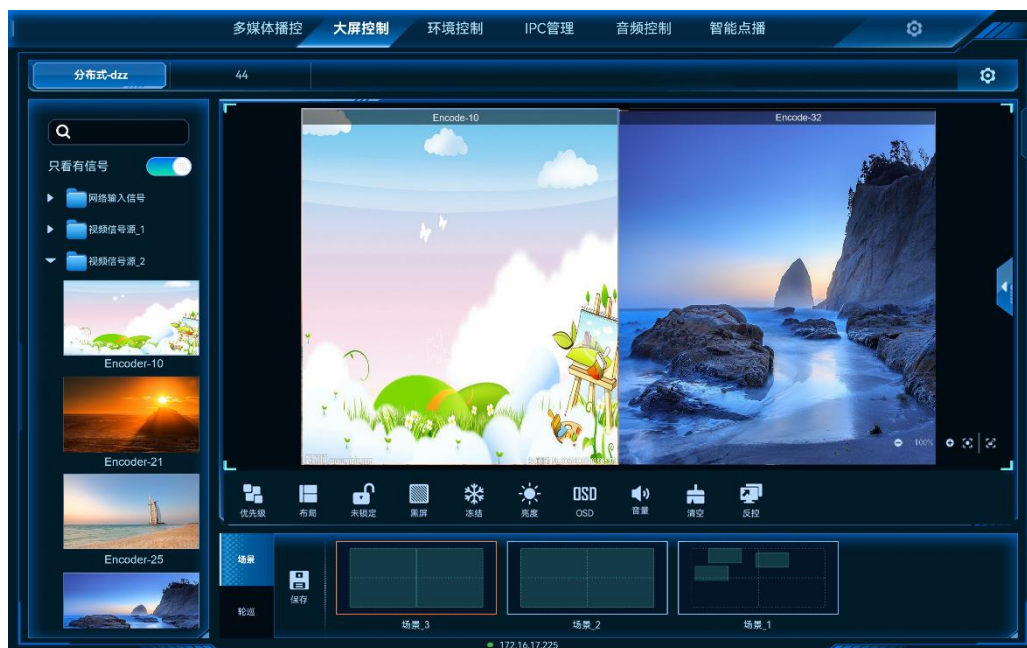 多媒体播控 大屏控制 环境控制 IPC管理 音频控制 智能点播
分布式-dzz 44
只看有信号
网络输入信号
视频信号源_1
视频信号源_2
Encoder-10
Encoder-21
Encoder-25
Encode-10 Encode-32
100%
优先级 布局 未锁定 黑屏 冻结 亮度 OSD OSD 音量 清空 反控
场景
轮巡
保存
场景_3 场景_2 场景_1
172.16.17.225